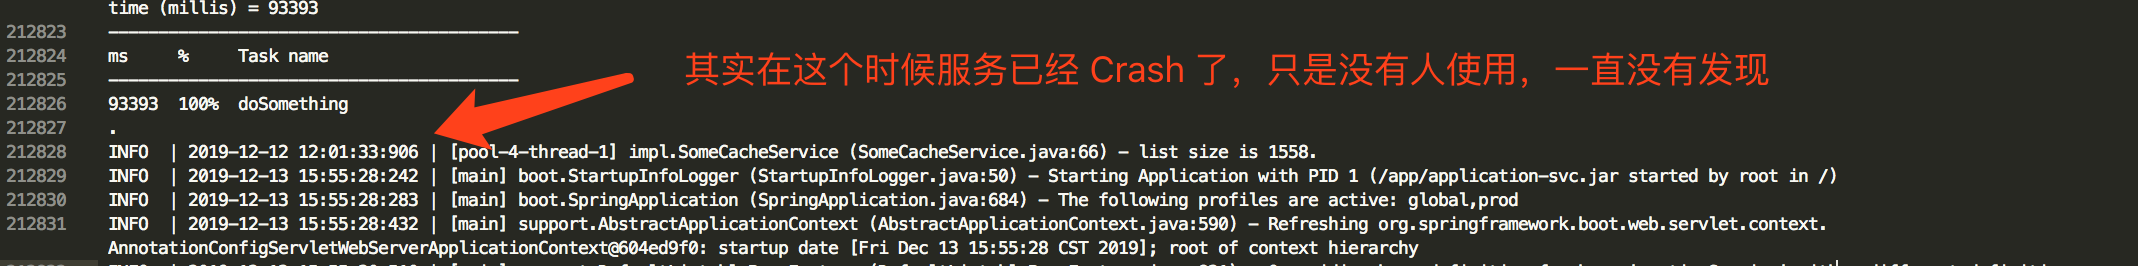 time (millis) = 93393
212823 -----------------------------------------
212824 ms % Task name
其实在这个时候服务已经 Crash 了，只是没有人使用，一直没有发现
212825 -----------------------------------------
212826 93393 100% doSomething
212827 .
212828 INFO | 2019-12-12 12:01:33:906 | [pool-4-thread-1] impl.SomeCacheService (SomeCacheService.java:66) - list size is 1558.
212829 INFO | 2019-12-13 15:55:28:242 | [main] boot.StartupInfoLogger (StartupInfoLogger.java:50) - Starting Application with PID 1 (/app/application-svc.jar started by root in /)
212830 INFO | 2019-12-13 15:55:28:283 | [main] boot.SpringApplication (SpringApplication.java:684) - The following profiles are active: global,prod
212831 INFO | 2019-12-13 15:55:28:432 | [main] support.AbstractApplicationContext (AbstractApplicationContext.java:590) - Refreshing org.springframework.boot.web.servlet.context.
AnnotationConfigServletWebServerApplicationContext@604ed9f0: startup date [Fri Dec 13 15:55:28 CST 2019]; root of context hierarchy